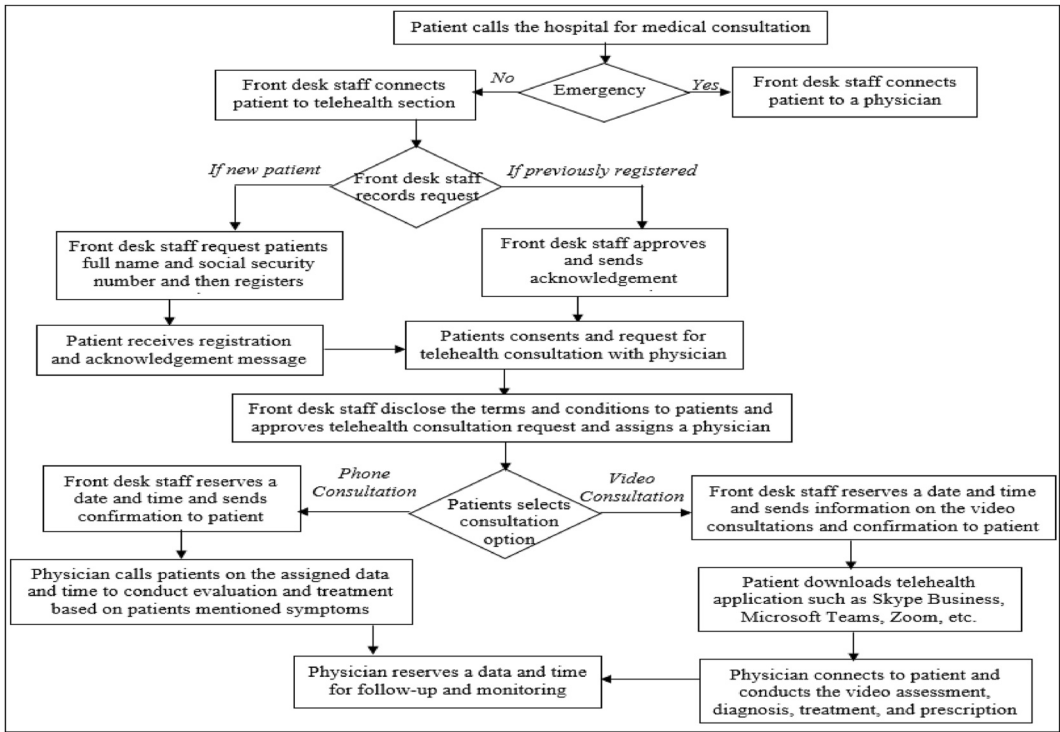 Patient calls the hospital for medical consultation
No
Yes
Emergency
Front desk staff connects
patient to telehealth section
Front desk staff connects
patient to a physician
If new patient
If previously registered
Front desk staff
records request
Front desk staff request patients
full name and social security
number and then registers
Front desk staff approves
and sends
acknowledgement
Patient receives registration
and acknowledgement message
Patients consents and request for
telehealth consultation with physician
Front desk staff disclose the terms and conditions to patients and
approves telehealth consultation request and assigns a physician
Phone
Consultation
Video
Consultation
Patients selects
consultation
option
Front desk staff reserves a
date and time and sends
confirmation to patient
Front desk staff reserves a date and time
and sends information on the video
consultations and confirmation to patient
Physician calls patients on the assigned data
and time to conduct evaluation and treatment
based on patients mentioned symptoms
Patient downloads telehealth
application such as Skype Business,
Microsoft Teams, Zoom, etc.
Physician reserves a data and time
for follow-up and monitoring
Physician connects to patient and
conducts the video assessment,
diagnosis, treatment, and prescription